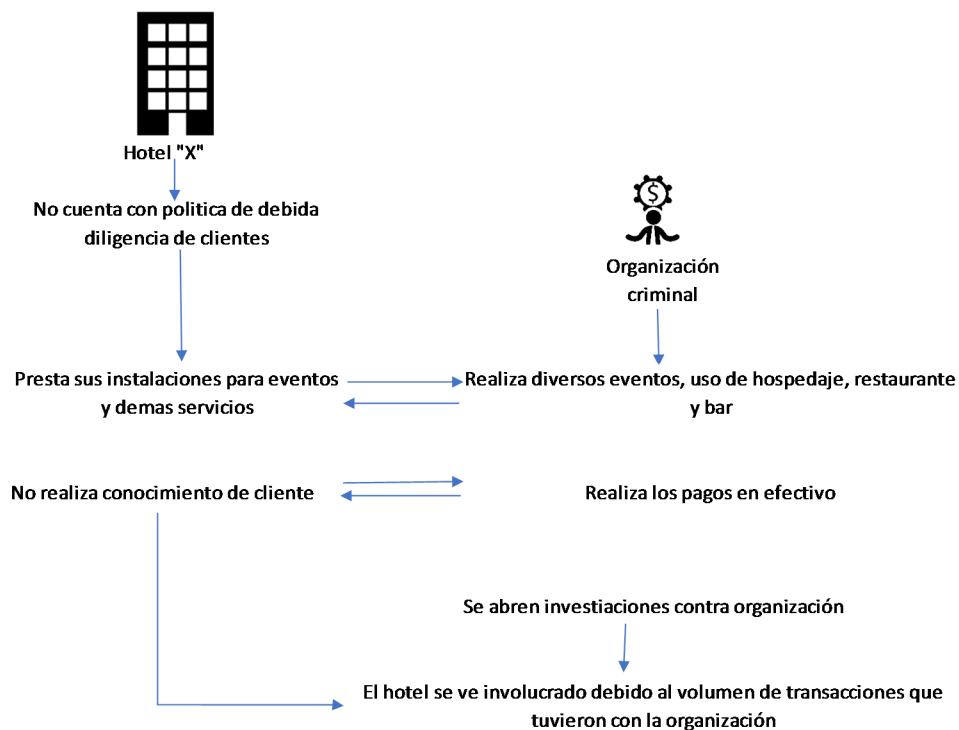 Hotel "X"
No cuenta con politica de debida
diligencia de clientes
$
Organización
criminal
Presta sus instalaciones para eventos
y demas servicios
Realiza diversos eventos, uso de hospedaje, restaurante
y bar
No realiza conocimiento de cliente
Realiza los pagos en efectivo
Se abren investiaciones contra organización
El hotel se ve involucrado debido al volumen de transacciones que
tuvieron con la organización